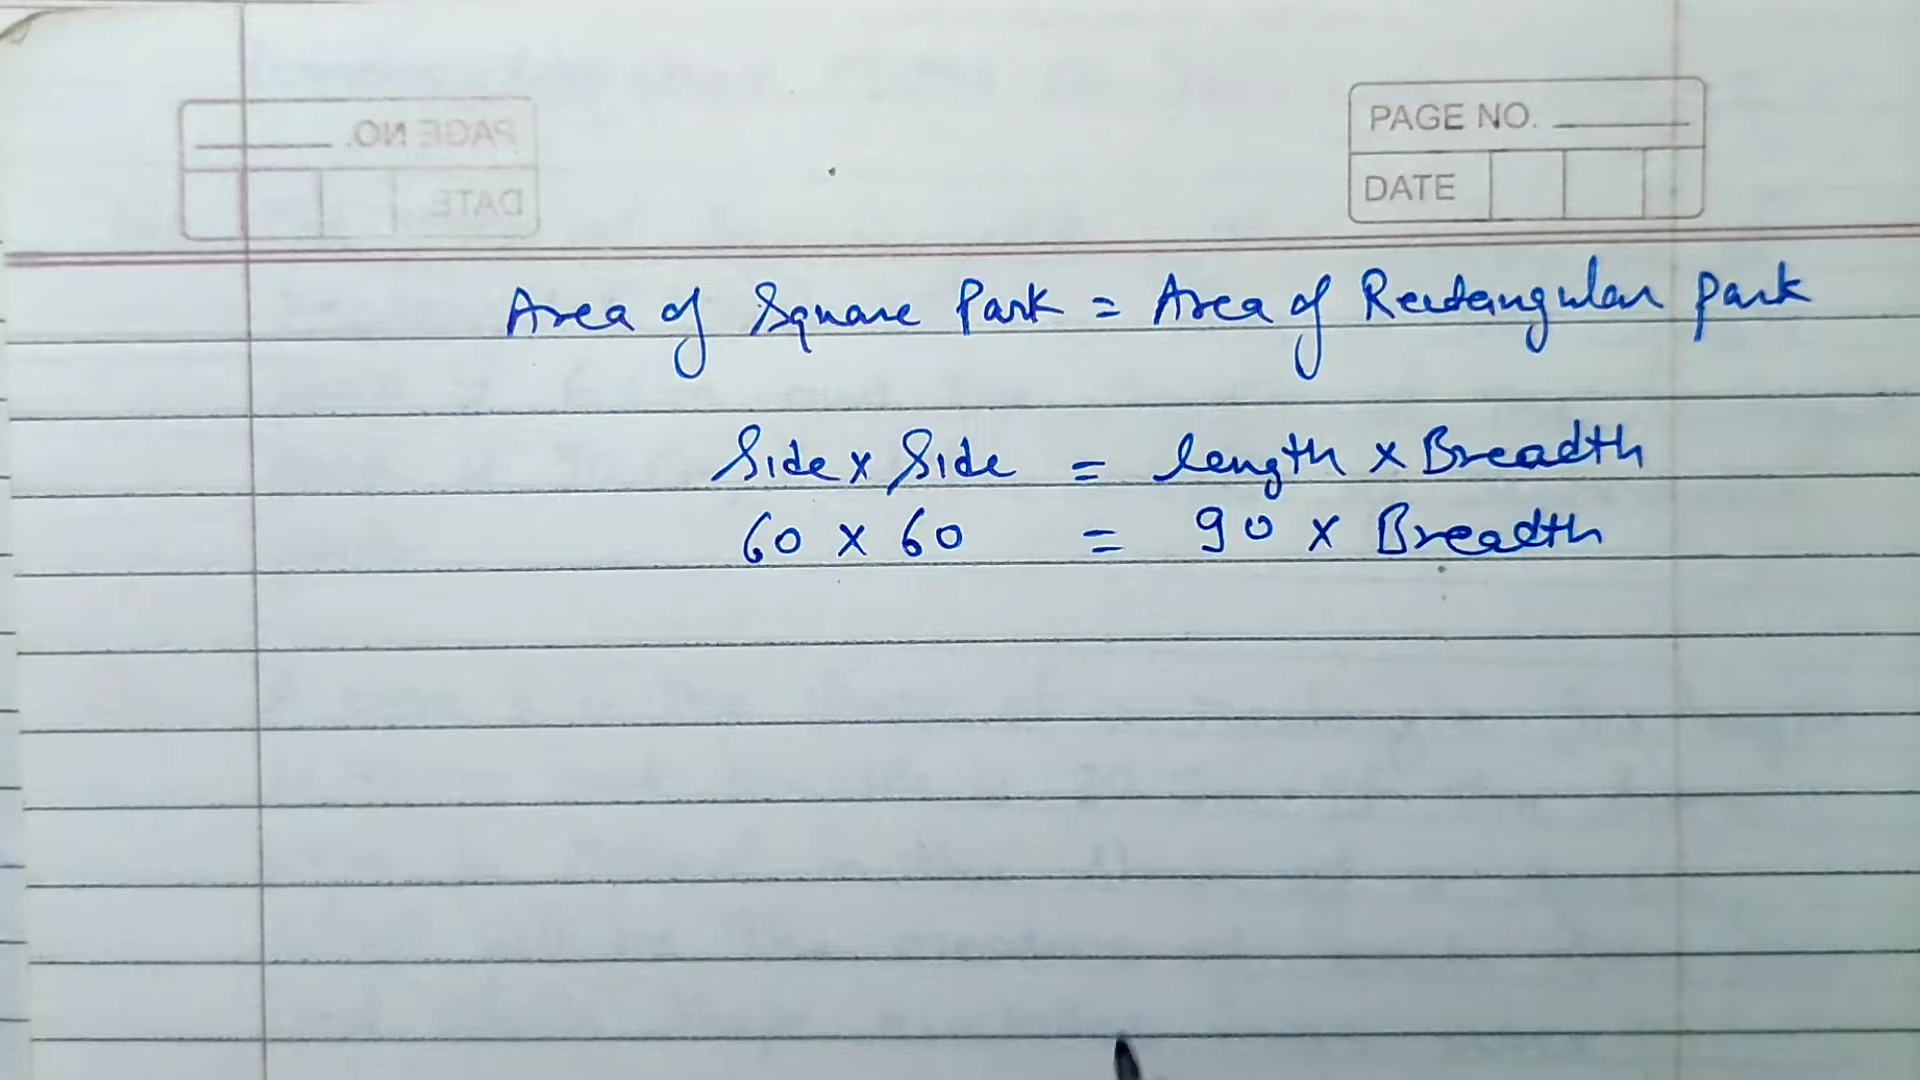 PAGE NO.
DATE
Area of Square Park = Area of Rectangular Park
Side x Side = length x Breadth
60 x 60 = 90 x Breadth